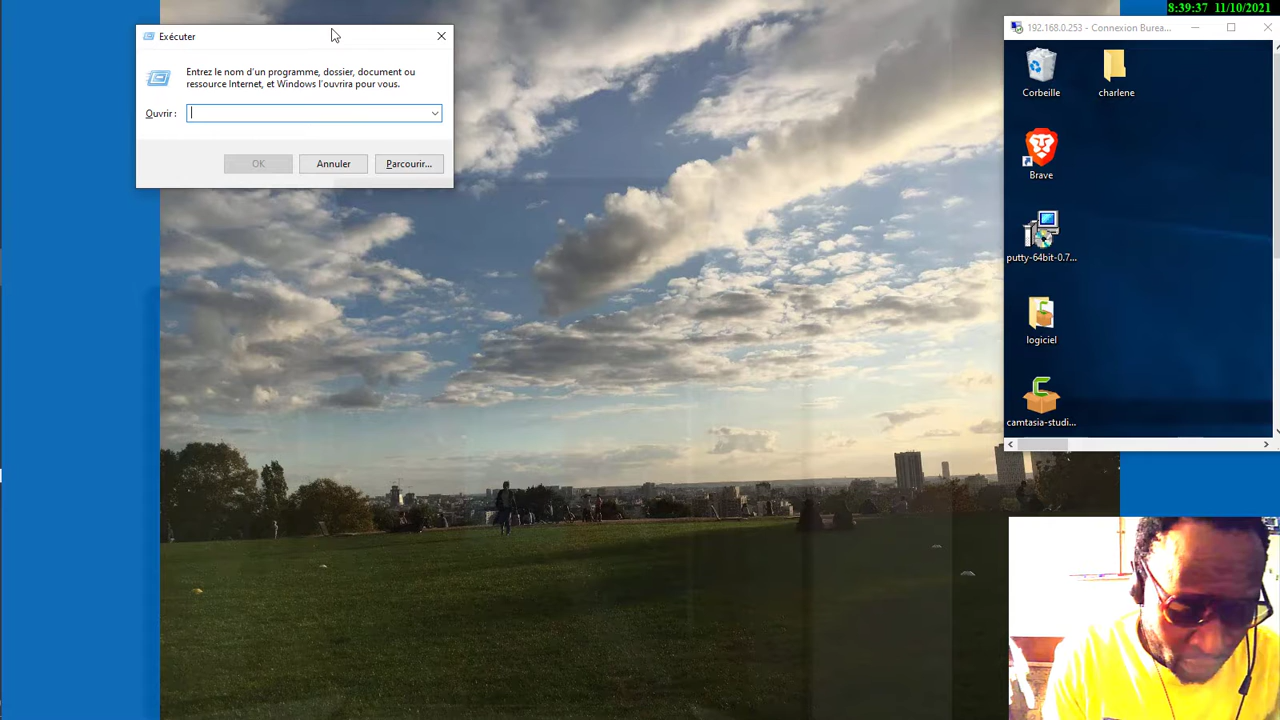 8:39:37 11/10/2021
Exécuter
Entrez le nom d'un programme, dossier, document ou
ressource Internet, et Windows l'ouvrira pour vous.
Ouvrir :
OK
Annuler
Parcourir...
192.168.0.253 - Connexion Burea...
Corbeille
charlene
Brave
putty-64bit-0.7...
logiciel
camtasia-studi...